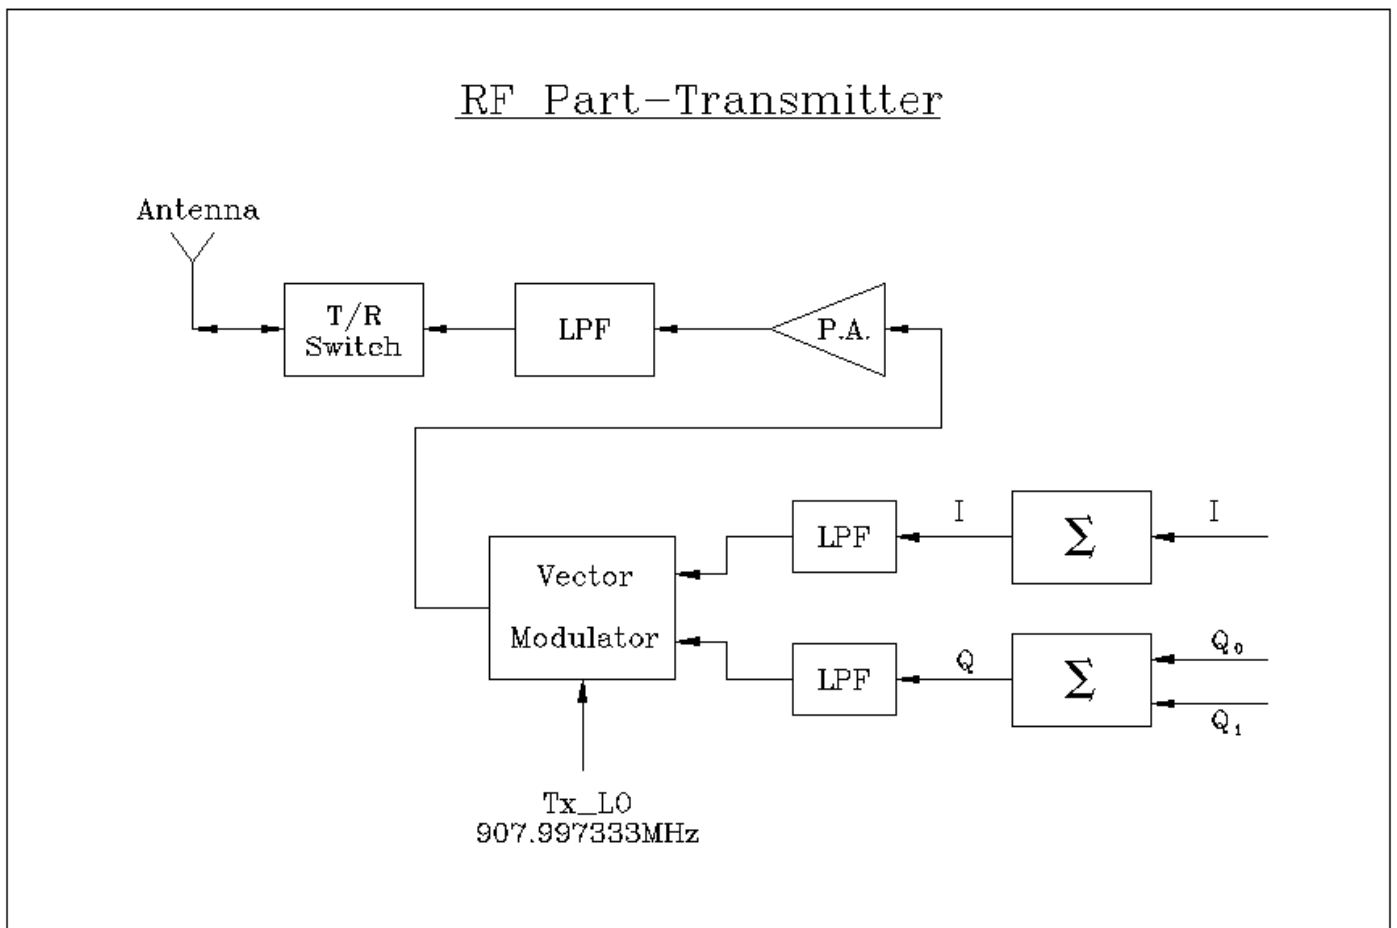 RF Part-Transmitter
Antenna
T/R
Switch
LPF
P.A.
LPF
I
Σ
I
Vector
Modulator
LPF
Q
Σ
Q₀
Q₁
Tx_LO
907.997333MHz